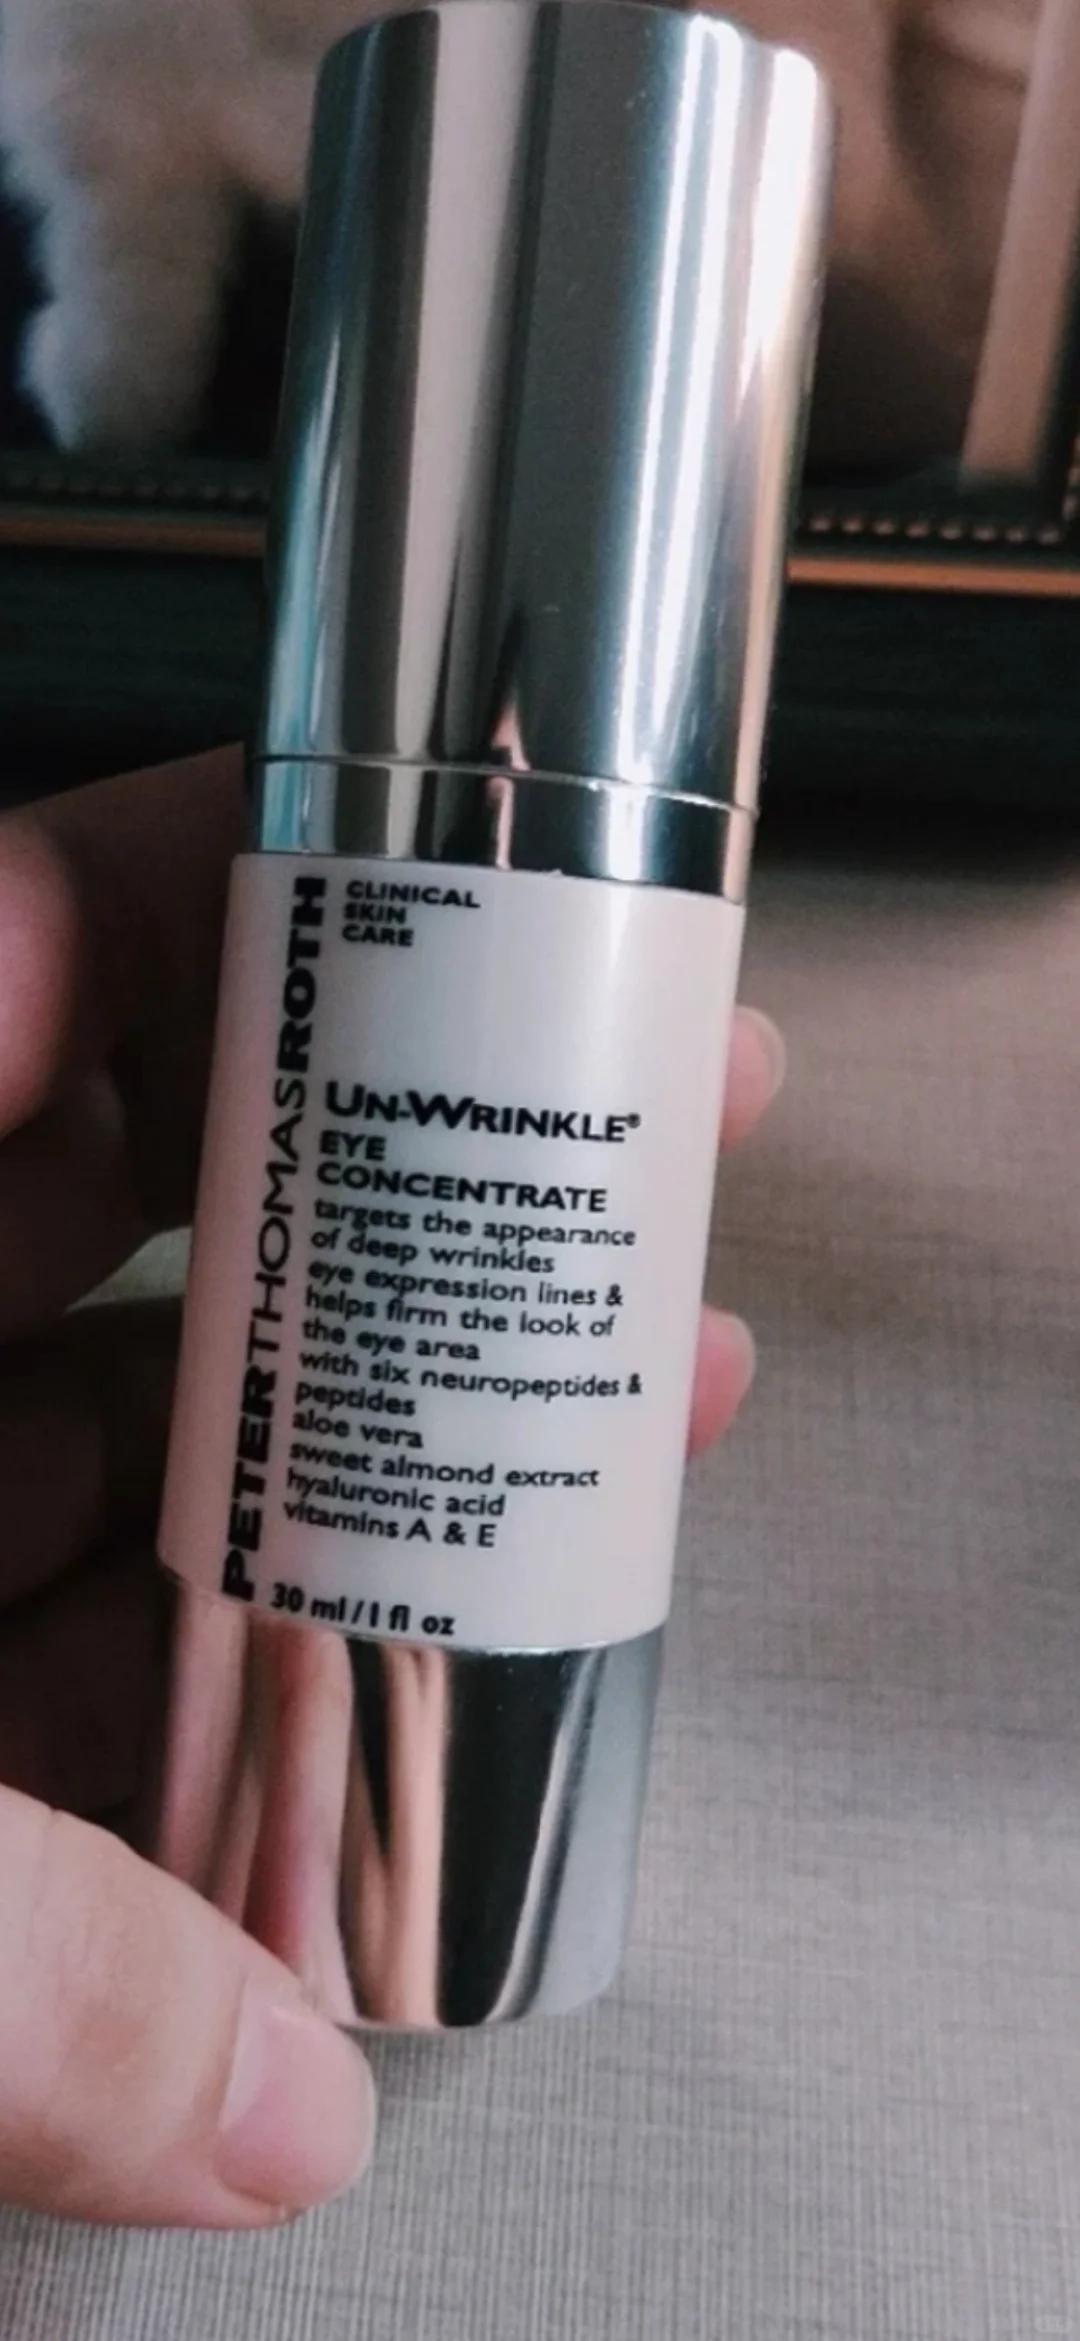 PETERTHOMASROTH
CLINICAL
SKIN
CARE
UN-WRINKLE®
EYE
CONCENTRATE
targets the appearance
of deep wrinkles
eye expression lines &
helps firm the look of
the eye area
with six neuropeptides &
peptides
aloe vera
sweet almond extract
hyaluronic acid
vitamins A & E
30 ml / 1 fl oz